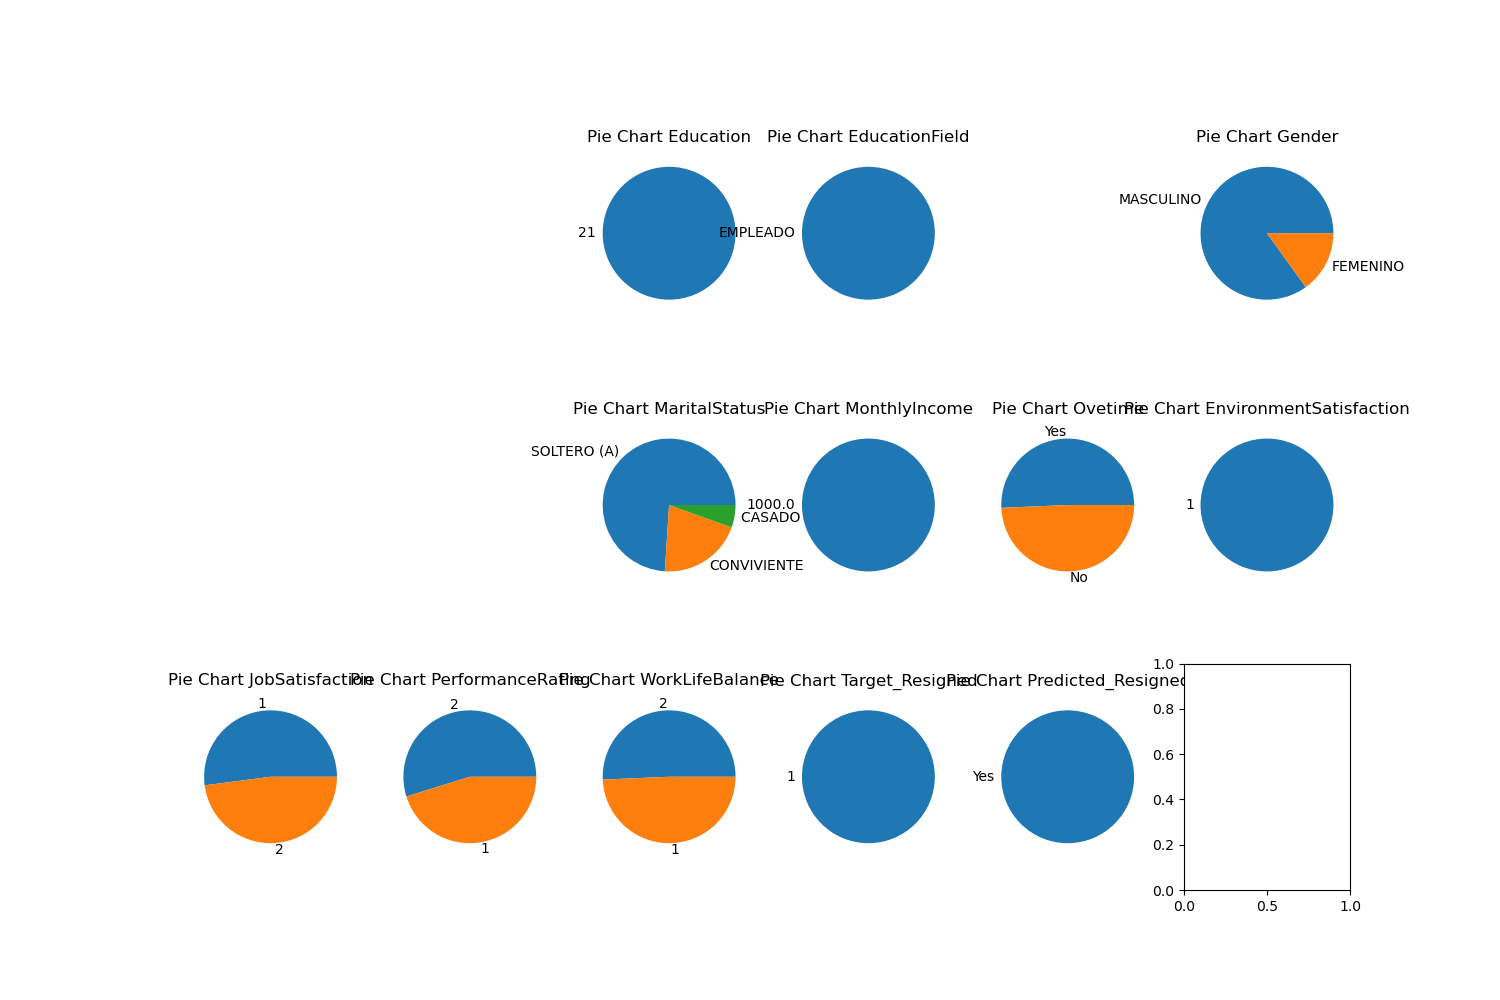 Pie Chart Education
21
Pie Chart EducationField
EMPLEADO
Pie Chart Gender
MASCULINO
FEMENINO
Pie Chart MaritalStatus
SOLTERO (A)
CASADO
CONVIVIENTE
Pie Chart MonthlyIncome
1000.0
Pie Chart Ovetime
Yes
No
Pie Chart EnvironmentSatisfaction
1
Pie Chart JobSatisfaction
1
2
Pie Chart PerformanceRating
2
1
Pie Chart WorkLifeBalance
2
1
Pie Chart Target_Resigned
1
Pie Chart Predicted_Resigned
Yes
1.0
0.8
0.6
0.4
0.2
0.0
0.0 0.5 1.0